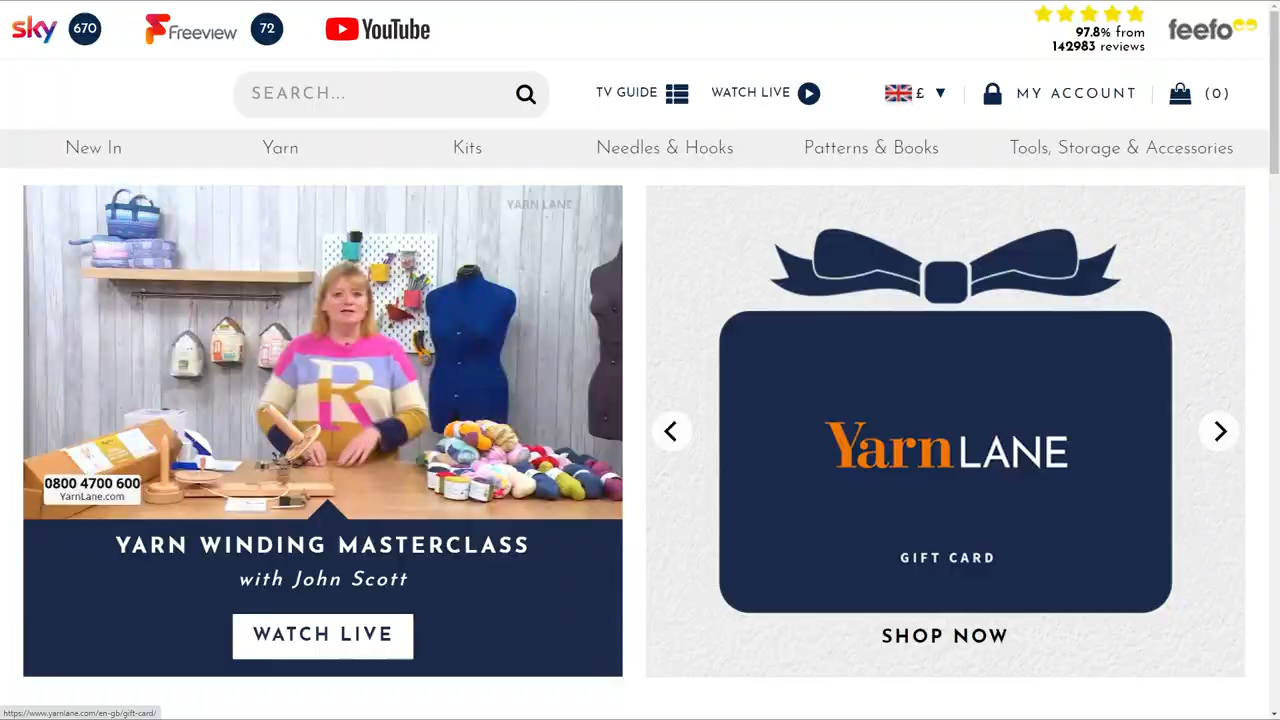 sky 670 Freeview 72 YouTube
97.8% from
142983 reviews
feefo
SEARCH...
TV GUIDE
WATCH LIVE
£ ▼
MY ACCOUNT
(0)
New In
Yarn
Kits
Needles & Hooks
Patterns & Books
Tools, Storage & Accessories
YARN LANE
R
0800 4700 600
YarnLane.com
YARN WINDING MASTERCLASS
with John Scott
WATCH LIVE
Yarn LANE
GIFT CARD
SHOP NOW
https://www.yarnlane.com/en-gb/gift-card/